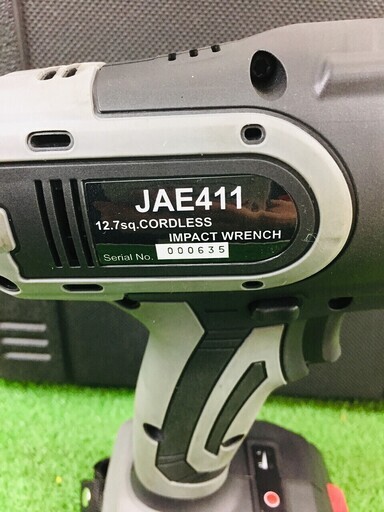 JAE411
12.7sq.CORDLESS
IMPACT WRENCH
Serial No. 000635